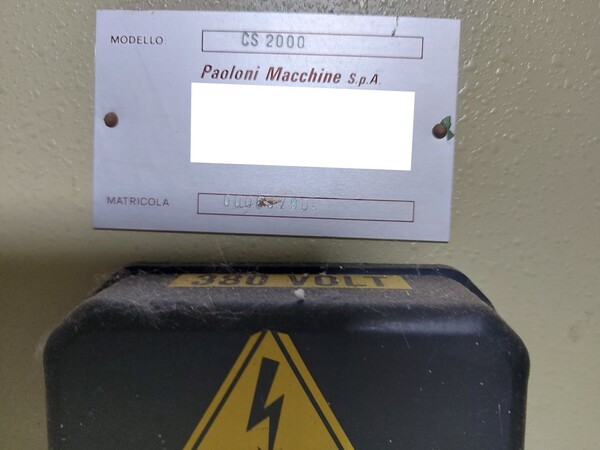 MODELLO
CS 2000
Paoloni Macchine S.p.A.
MATRICOLA
380 VOLT